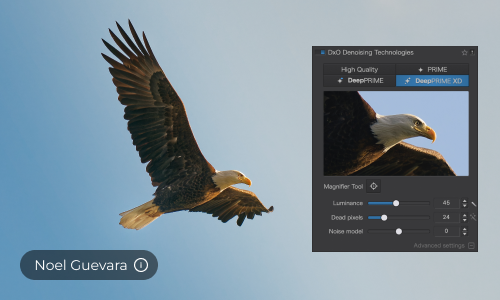 DxO Denoising Technologies
High Quality
PRIME
DeepPRIME
DeepPRIME XD
Magnifier Tool
Luminance 45
Dead pixels 24
Noise model 0
Advanced settings
Noel Guevara